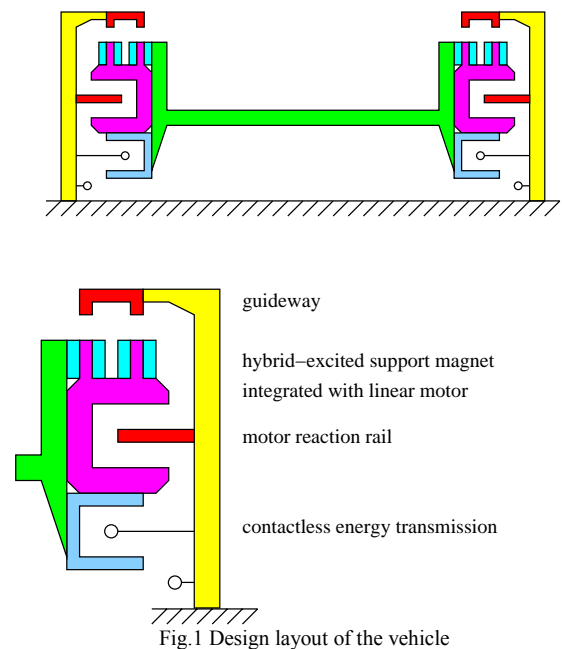 guideway
hybrid−excited support magnet
integrated with linear motor
motor reaction rail
contactless energy transmission
Fig.1 Design layout of the vehicle